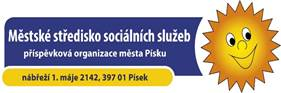 Městské středisko sociálních služeb
příspěvková organizace města Písku
nábřeží 1. máje 2142, 397 01 Písek